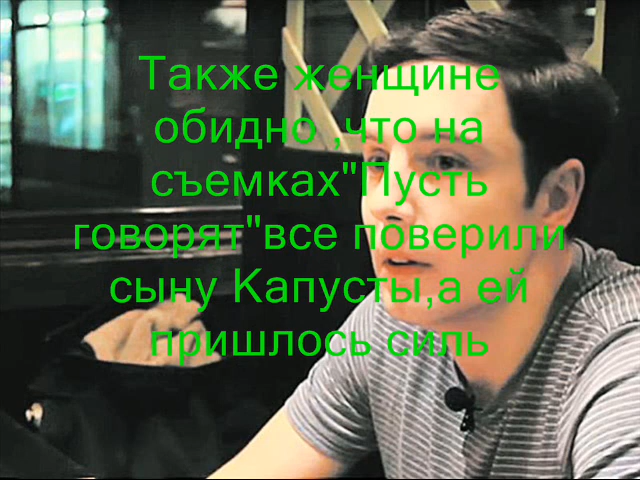 Также женщине
обидно ,что на
съемках"Пусть
говорят"все поверили
сыну Капусты,а ей
пришлось силь